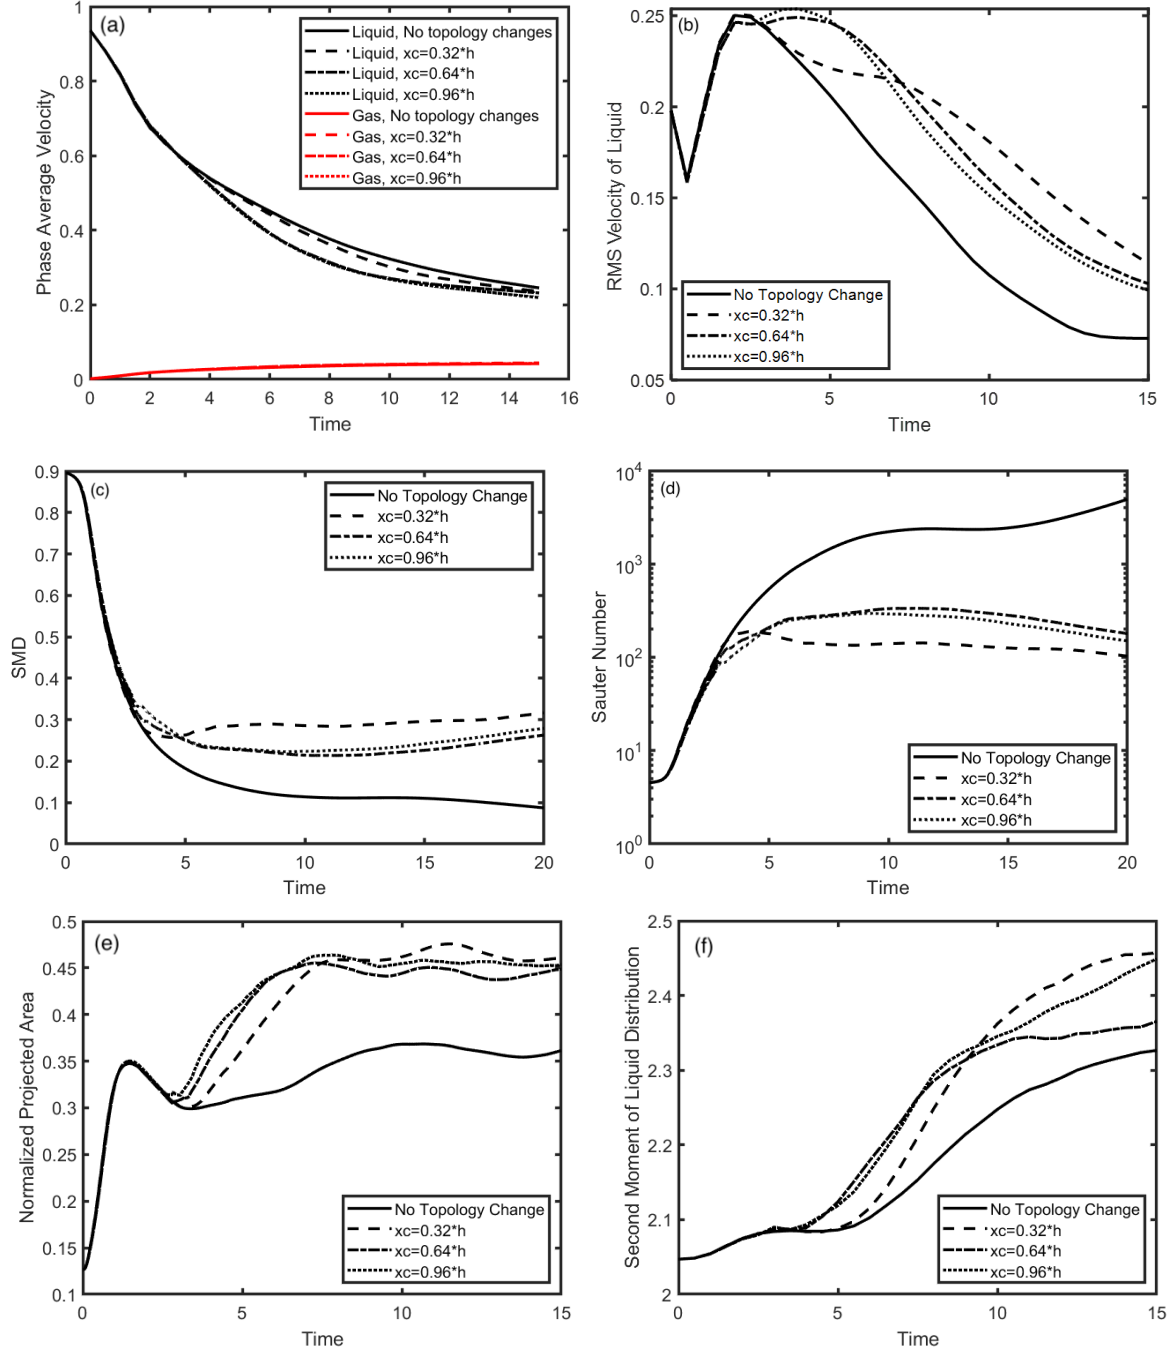 (a)
Phase Average Velocity
1
0.8
0.6
0.4
0.2
0
0 2 4 6 8 10 12 14 16
Time
Liquid, No topology changes
Liquid, xc=0.32*h
Liquid, xc=0.64*h
Liquid, xc=0.96*h
Gas, No topology changes
Gas, xc=0.32*h
Gas, xc=0.64*h
Gas, xc=0.96*h
(b)
RMS Velocity of Liquid
0.25
0.2
0.15
0.1
0.05
0 5 10 15
Time
No Topology Change
xc=0.32*h
xc=0.64*h
xc=0.96*h
(c)
SMD
0.9
0.8
0.7
0.6
0.5
0.4
0.3
0.2
0.1
0
0 5 10 15 20
Time
No Topology Change
xc=0.32*h
xc=0.64*h
xc=0.96*h
(d)
Sauter Number
10^4
10^3
10^2
10^1
10^0
0 5 10 15 20
Time
No Topology Change
xc=0.32*h
xc=0.64*h
xc=0.96*h
(e)
Normalized Projected Area
0.5
0.45
0.4
0.35
0.3
0.25
0.2
0.15
0.1
0 5 10 15
Time
No Topology Change
xc=0.32*h
xc=0.64*h
xc=0.96*h
(f)
Second Moment of Liquid Distribution
2.5
2.4
2.3
2.2
2.1
2
0 5 10 15
Time
No Topology Change
xc=0.32*h
xc=0.64*h
xc=0.96*h